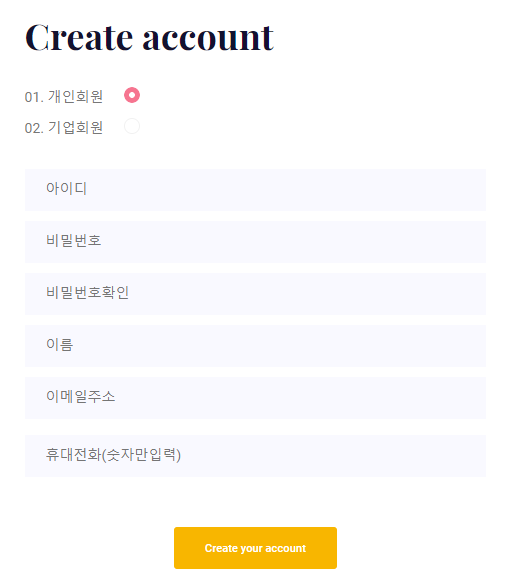 Create account
01. 개인회원
02. 기업회원
아이디
비밀번호
비밀번호확인
이름
이메일주소
휴대전화(숫자만입력)
Create your account